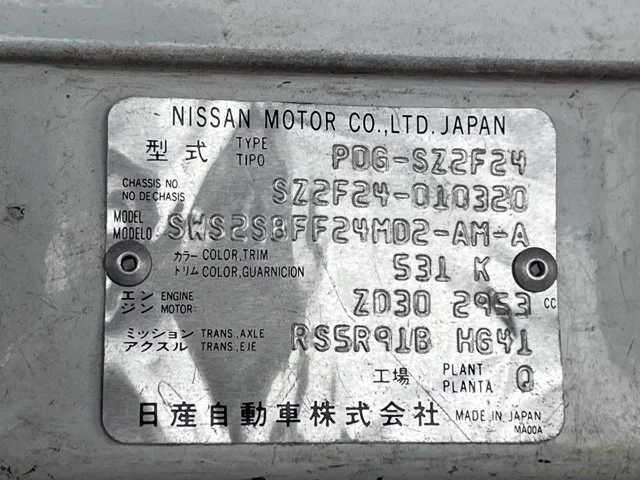 NISSAN MOTOR CO.,LTD. JAPAN
型式 TYPE TIPO PDG-SZ2F24
CHASSIS NO. NO. DE CHASIS SZ2F24-010320
MODEL MODELO SWS2SBFF24MD2-AM-A
カラー COLOR,TRIM トリム COLOR,GUARNICION 531 K
エンジン ENGINE MOTOR ZD30 2953 CC
ミッション TRANS.,AXLE アクスル TRANS.,EJE RS5R91B HG41
工場 PLANT PLANTA Q
日産自動車株式会社 MADE IN JAPAN
MA00A